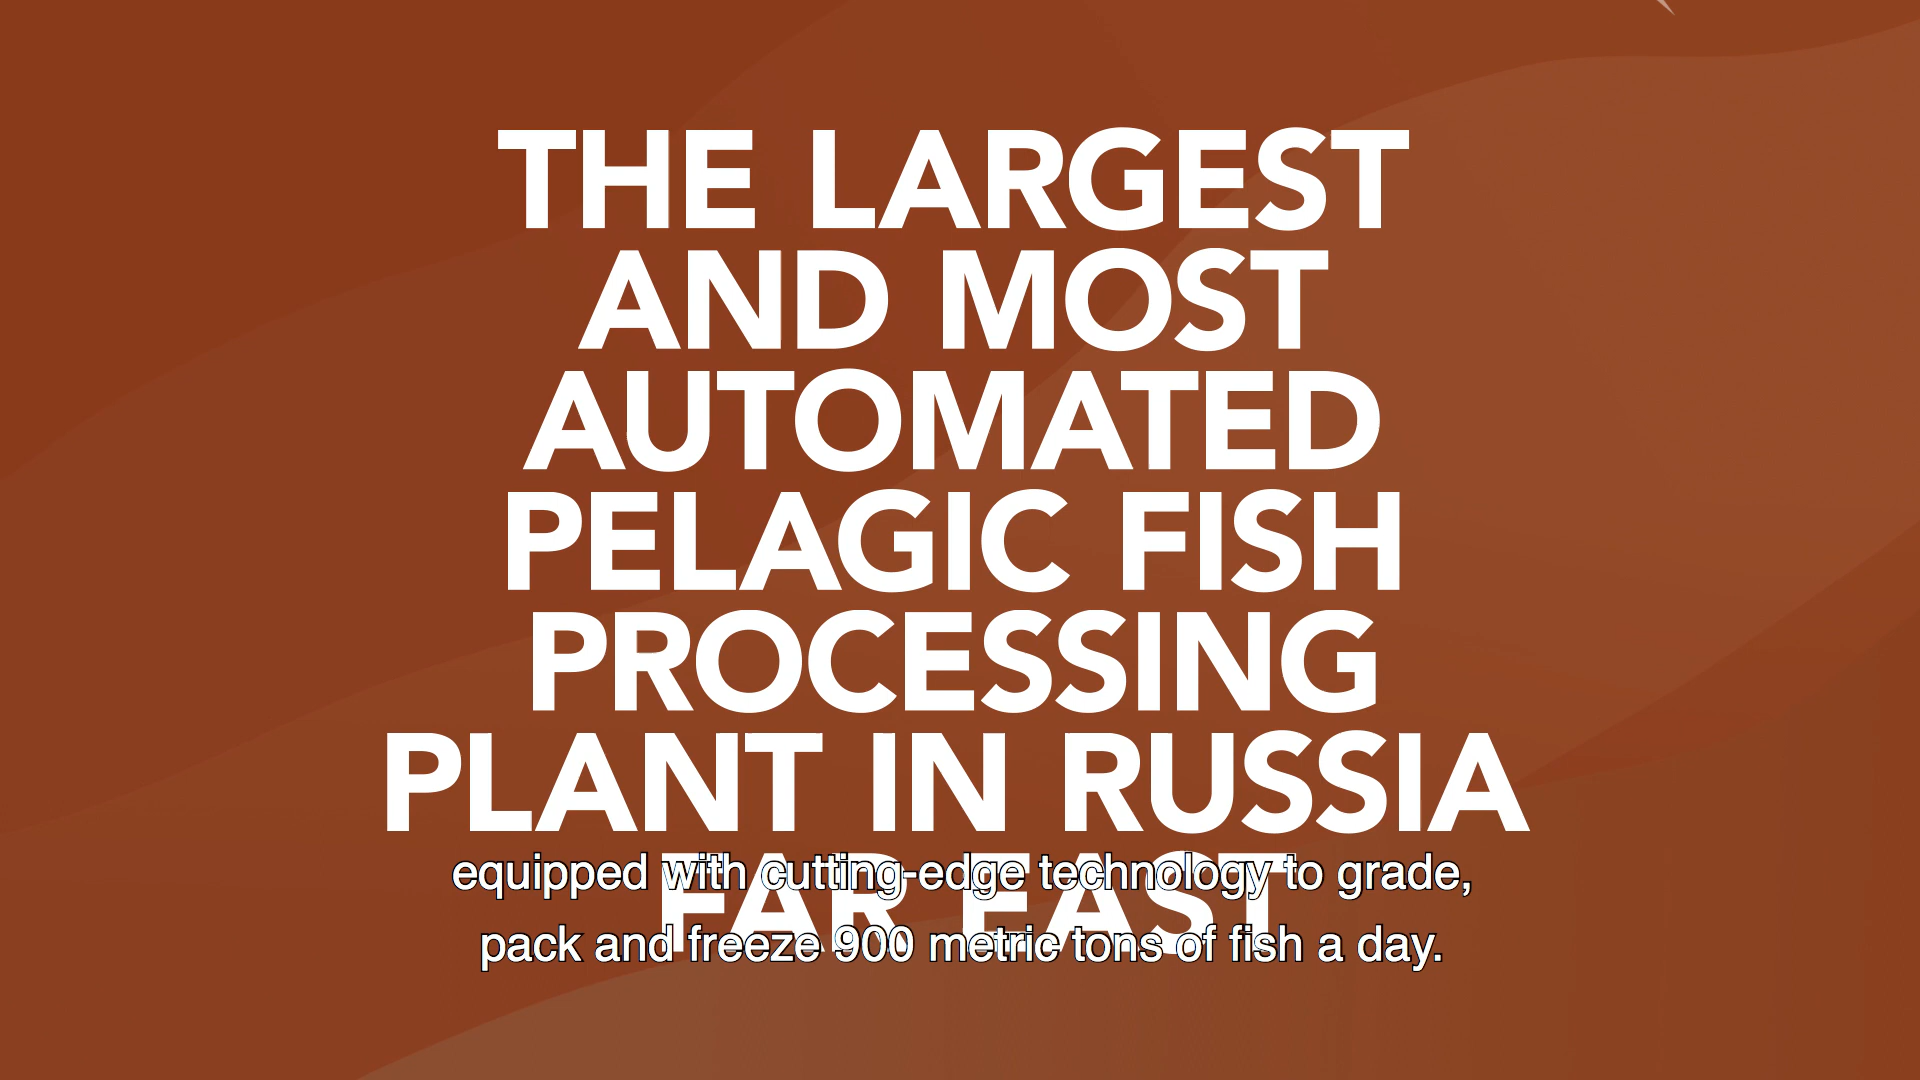 THE LARGEST
AND MOST
AUTOMATED
PELAGIC FISH
PROCESSING
PLANT IN RUSSIA
FAR EAST
equipped with cutting-edge technology to grade,
pack and freeze 900 metric tons of fish a day.